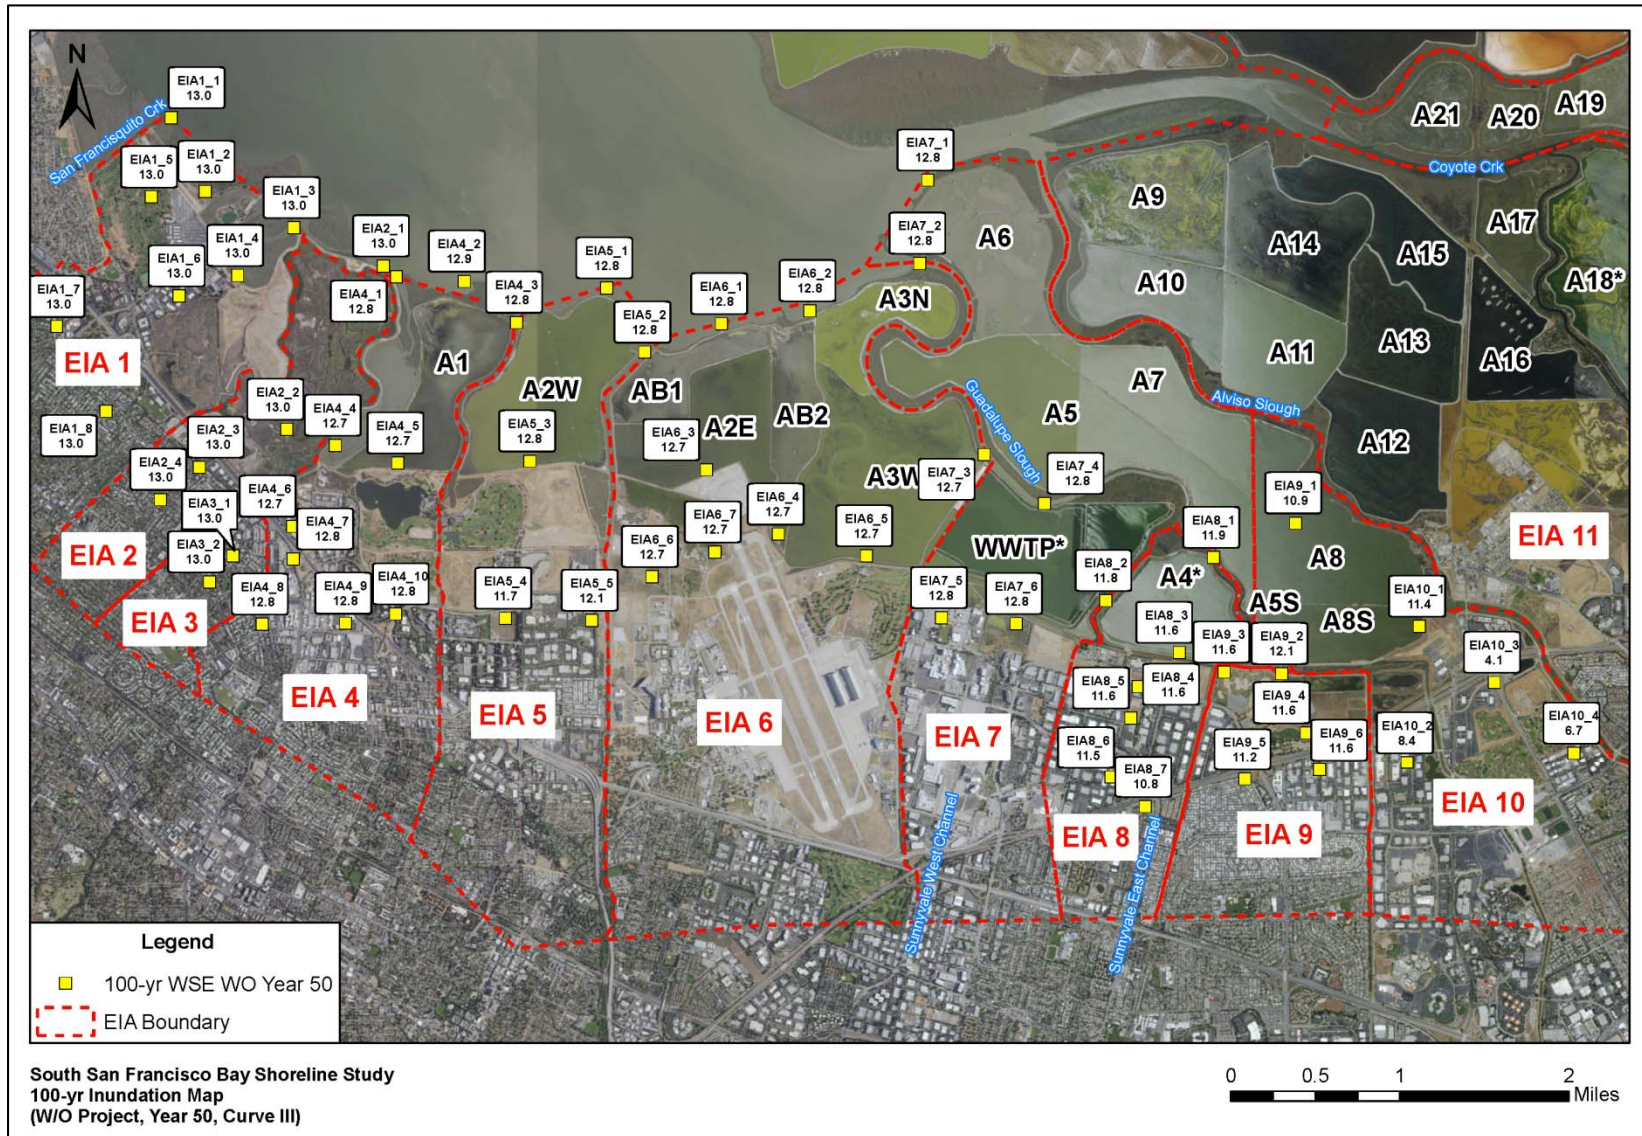 N
EIA1_1
13.0
San Francisquito Crk
EIA1_5
13.0
EIA1_2
13.0
EIA1_3
13.0
EIA1_4
13.0
EIA1_6
13.0
EIA1_7
13.0
EIA 1
EIA1_8
13.0
EIA2_1
13.0
EIA4_2
12.9
EIA4_1
12.8
EIA4_3
12.8
EIA5_1
12.8
EIA5_2
12.8
EIA6_1
12.8
EIA6_2
12.8
EIA7_1
12.8
EIA7_2
12.8
A3N
A6
A9
A10
A14
A15
A21
A20
A19
Coyote Crk
A17
A18*
A11
A13
A16
A12
A1
A2W
AB1
A2E
AB2
A3W
A5
A7
Guadalupe Slough
Alviso Slough
EIA2_2
13.0
EIA2_3
13.0
EIA2_4
13.0
EIA4_4
12.7
EIA4_5
12.7
EIA5_3
12.8
EIA6_3
12.7
EIA7_3
12.7
EIA7_4
12.8
EIA9_1
10.9
EIA3_1
13.0
EIA3_2
13.0
EIA4_6
12.7
EIA4_7
12.8
EIA4_8
12.8
EIA4_9
12.8
EIA4_10
12.8
EIA5_4
11.7
EIA5_5
12.1
EIA6_6
12.7
EIA6_7
12.7
EIA6_4
12.7
EIA6_5
12.7
EIA7_5
12.8
EIA7_6
12.8
WWTP*
EIA8_2
11.8
EIA8_1
11.9
A4*
A5S
A8
A8S
EIA 11
EIA10_1
11.4
EIA8_3
11.6
EIA9_3
11.6
EIA9_2
12.1
EIA10_3
4.1
EIA8_5
11.6
EIA8_4
11.6
EIA9_4
11.6
EIA8_6
11.5
EIA8_7
10.8
EIA9_5
11.2
EIA9_6
11.6
EIA10_2
8.4
EIA10_4
6.7
EIA 2
EIA 3
EIA 4
EIA 5
EIA 6
EIA 7
EIA 8
EIA 9
EIA 10
Sunnyvale West Channel
Sunnyvale East Channel
Legend
100-yr WSE WO Year 50
EIA Boundary
South San Francisco Bay Shoreline Study
100-yr Inundation Map
(W/O Project, Year 50, Curve III)
0 0.5 1 2
Miles